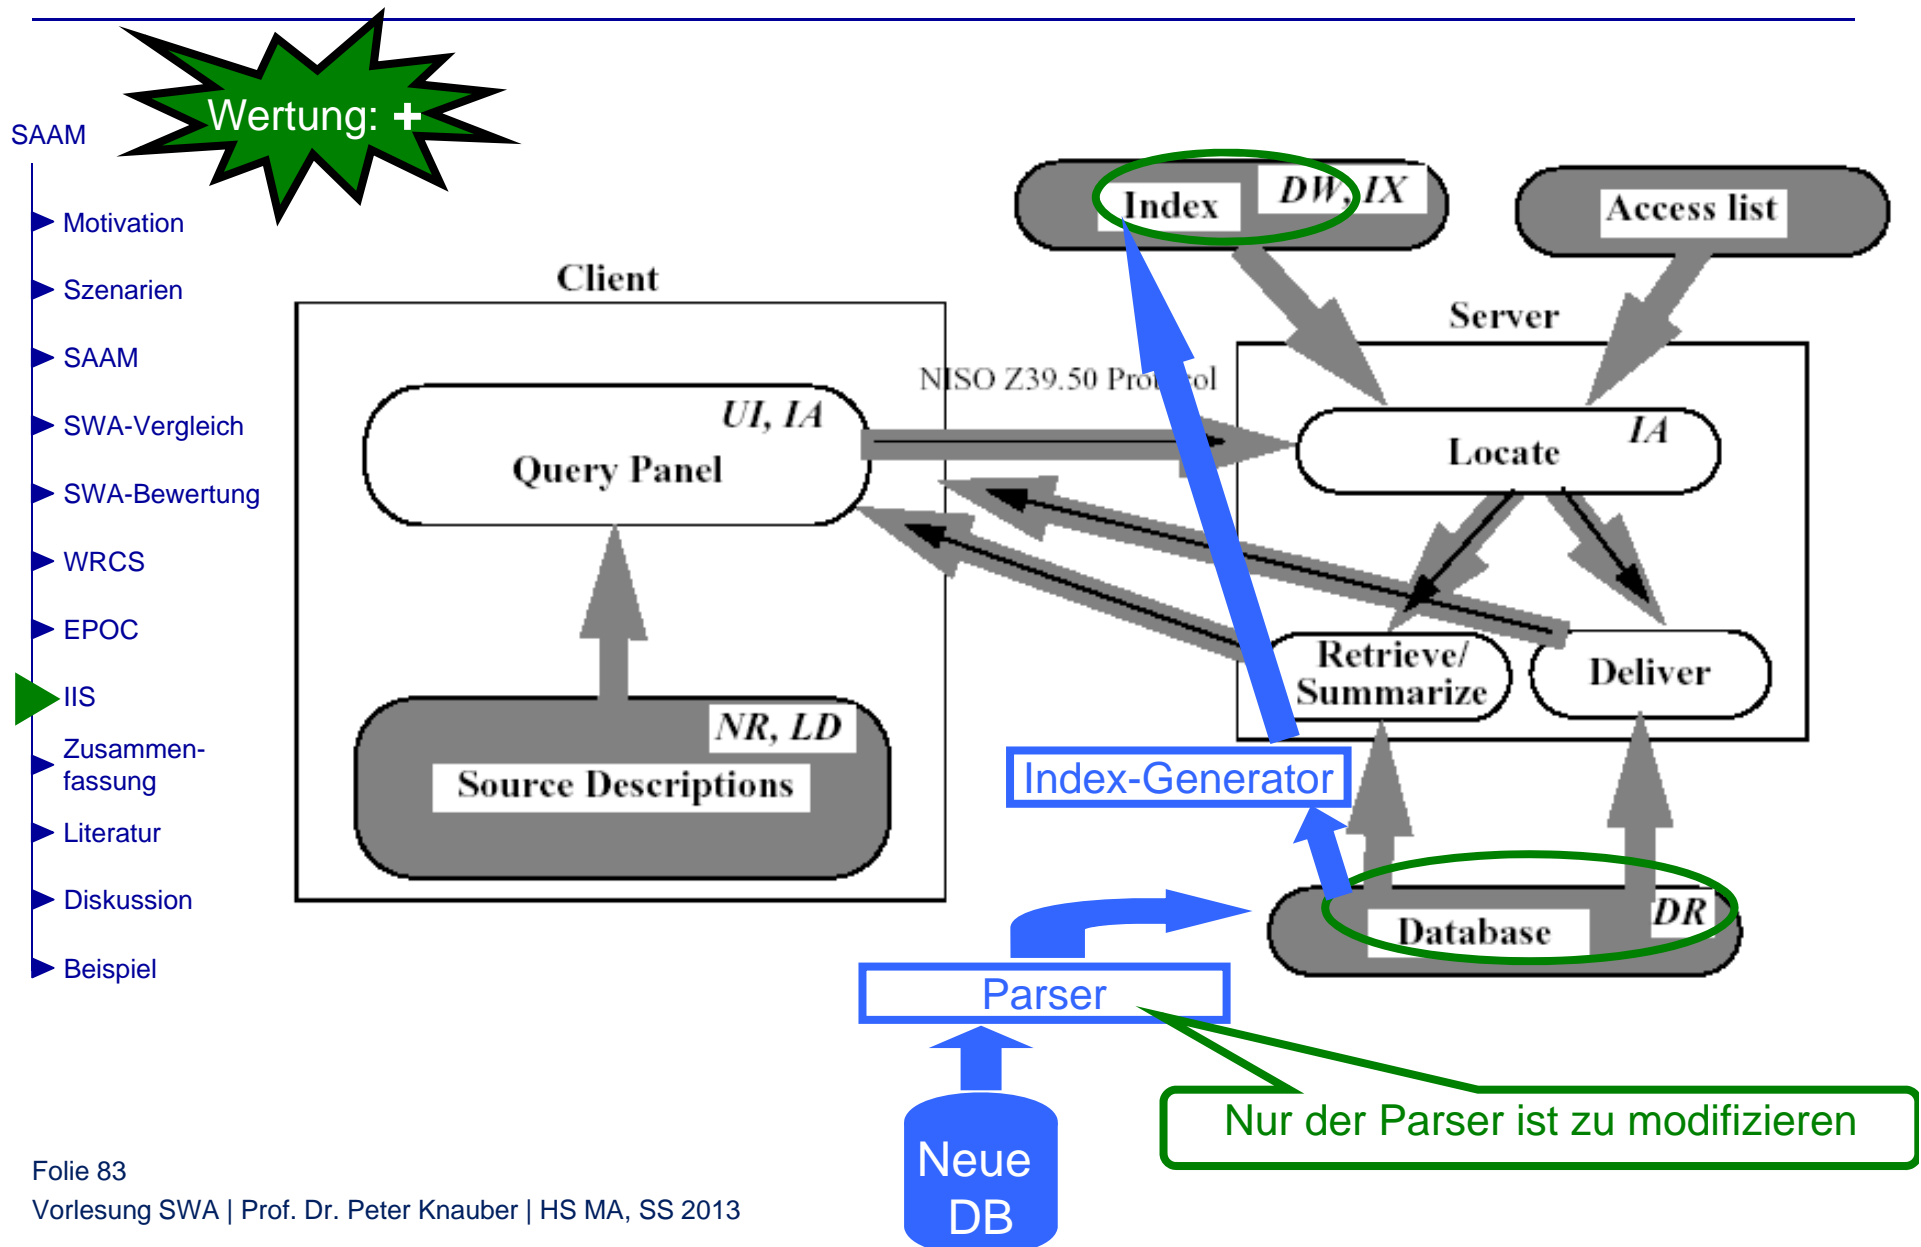 Wertung: +
SAAM
Motivation
Szenarien
SAAM
SWA-Vergleich
SWA-Bewertung
WRCS
EPOC
IIS
Zusammen-
fassung
Literatur
Diskussion
Beispiel
Index
DW, IX
Access list
Client
Server
NISO Z39.50 Protocol
UI, IA
Query Panel
IA
Locate
Retrieve/
Summarize
Deliver
NR, LD
Source Descriptions
Index-Generator
Database
DR
Parser
Nur der Parser ist zu modifizieren
Neue
DB
Folie 83
Vorlesung SWA | Prof. Dr. Peter Knauber | HS MA, SS 2013